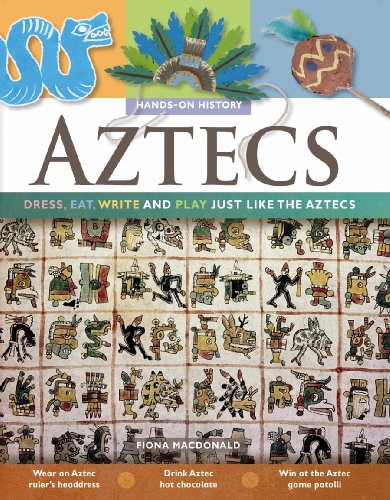 HANDS-ON HISTORY
AZTECS
DRESS, EAT, WRITE AND PLAY JUST LIKE THE AZTECS
FIONA MACDONALD
Wear an Aztec
ruler's headdress
Drink Aztec
hot chocolate
Win at the Aztec
game patolli